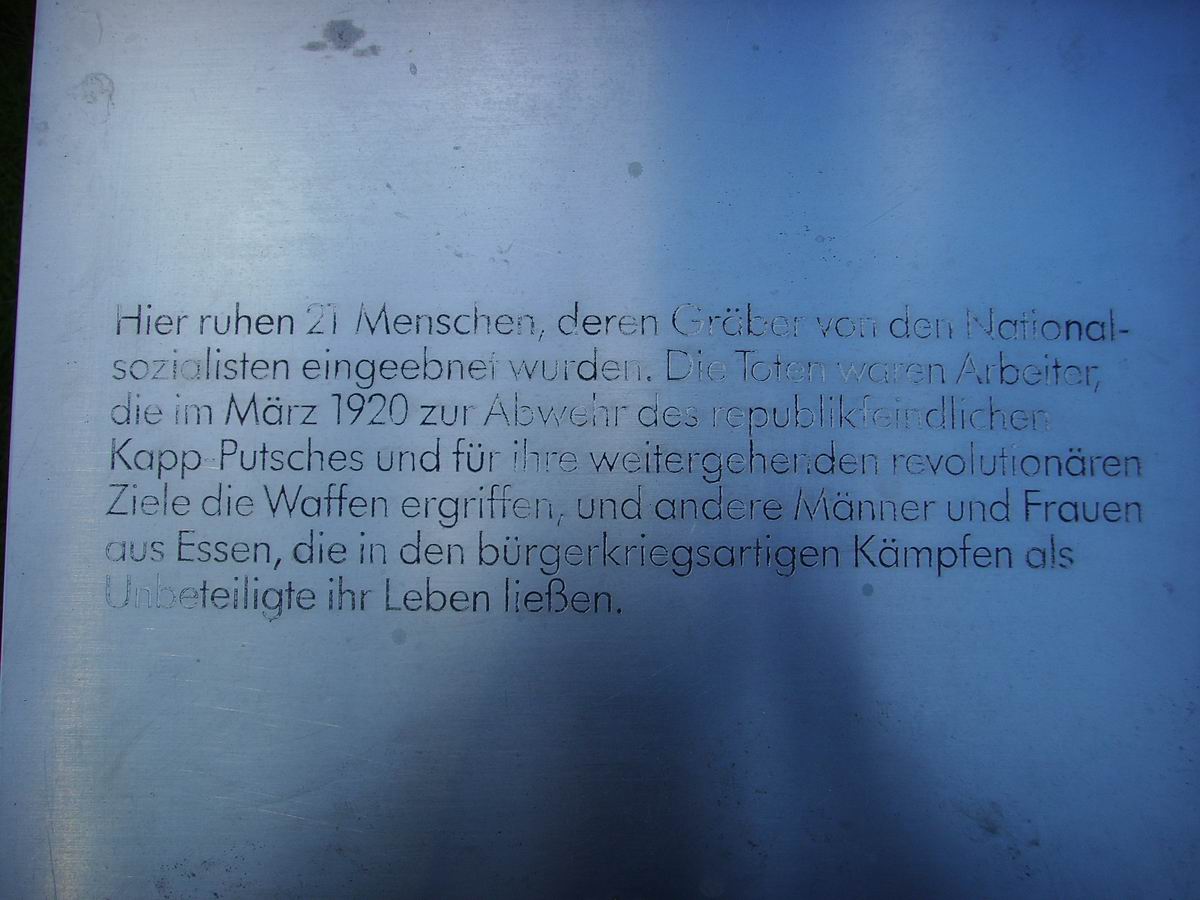 Hier ruhen 21 Menschen, deren Gräber von den National-
sozialisten eingeebnet wurden. Die Toten waren Arbeiter,
die im März 1920 zur Abwehr des republikfeindlichen
Kapp-Putsches und für ihre weitergehenden revolutionären
Ziele die Waffen ergriffen, und andere Männer und Frauen
aus Essen, die in den bürgerkriegsartigen Kämpfen als
Unbeteiligte ihr Leben ließen.